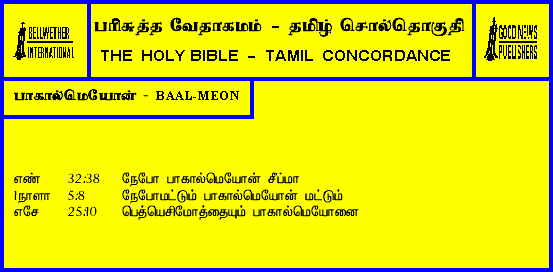 BELLWETHER
INTERNATIONAL
பரிசுத்த வேதாகமம் - தமிழ் சொல்தொகுதி
THE HOLY BIBLE - TAMIL CONCORDANCE
GOOD NEWS
PUBLISHERS
பாகால்மெயோன் - BAAL-MEON
எண் 32:38 நேபோ பாகால்மெயோன் சீப்மா
1நாளா 5:8 நேபோமட்டும் பாகால்மெயோன் மட்டும்
எசே 25:10 பெத்யெசிமோத்தையும் பாகால்மெயோனை